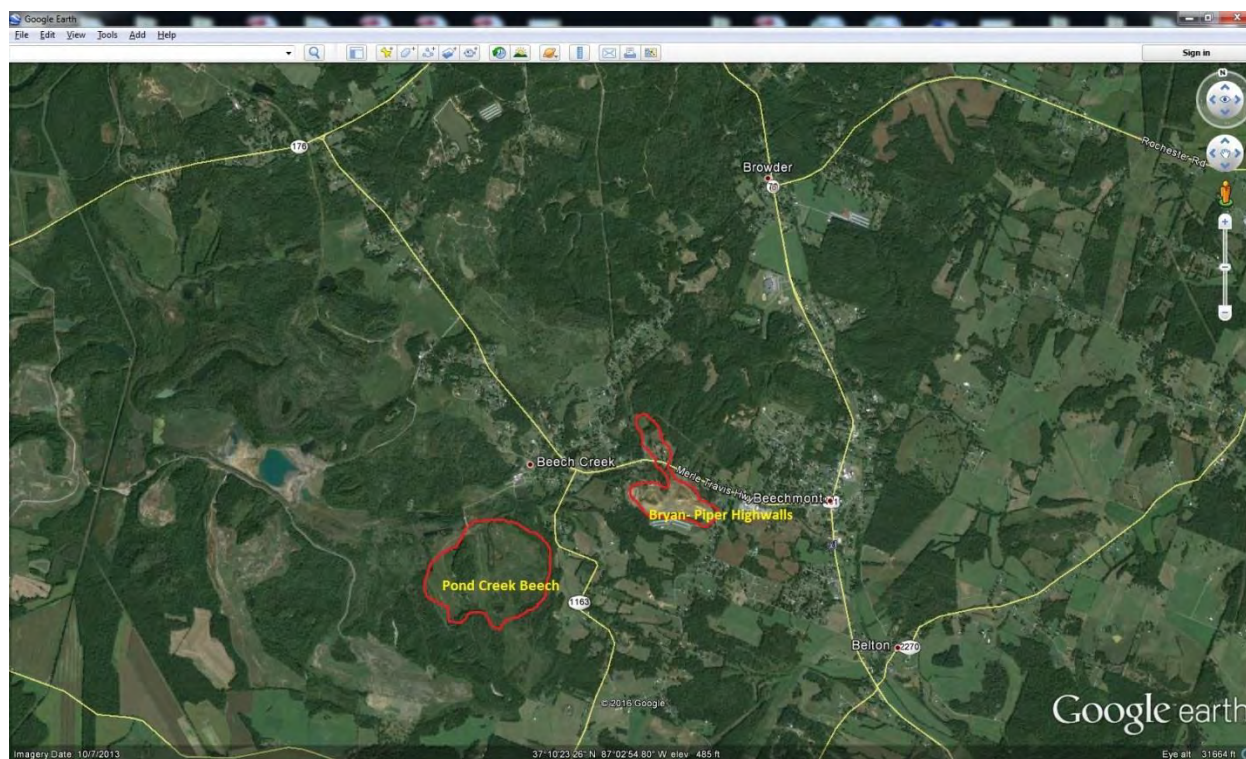 Google Earth
File Edit View Tools Add Help
Sign in
N
176
Browder
70
Rochester Rd
Beech Creek
Merle Travis Hwy
Beechmont
Bryan- Piper Highwalls
Pond Creek Beech
1163
Belton
2270
© 2016 Google
Google earth
Imagery Date 10/7/2013
37°10'23.26" N 87°02'54.80" W elev 485 ft
Eye alt 31664 ft